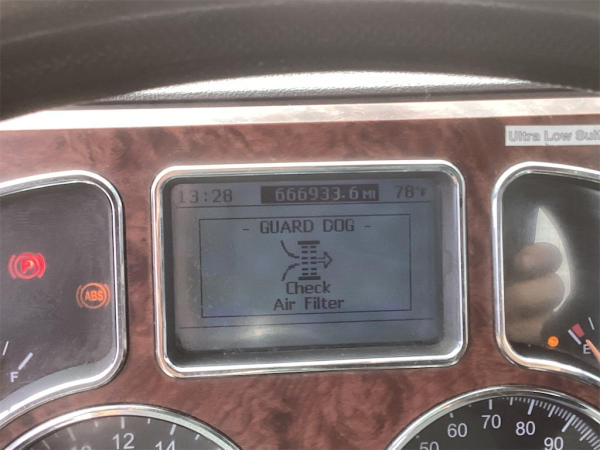 Ultra Low Sulf
13:28 666933.6 MI 78°F
- GUARD DOG -
Check
Air Filter
P
ABS
F
E
12 14
50 60 70 80 90